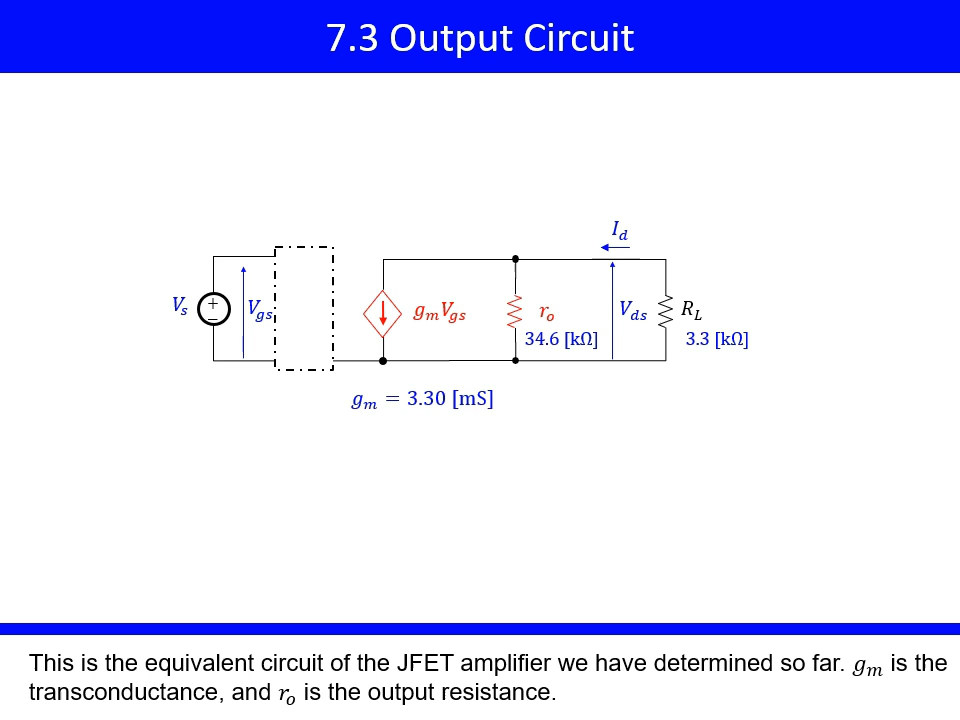 7.3 Output Circuit
I_d
V_s
+
−
V_gs
g_m V_gs
r_o
34.6 [kΩ]
V_ds
R_L
3.3 [kΩ]
g_m = 3.30 [mS]
This is the equivalent circuit of the JFET amplifier we have determined so far. g_m is the
transconductance, and r_o is the output resistance.